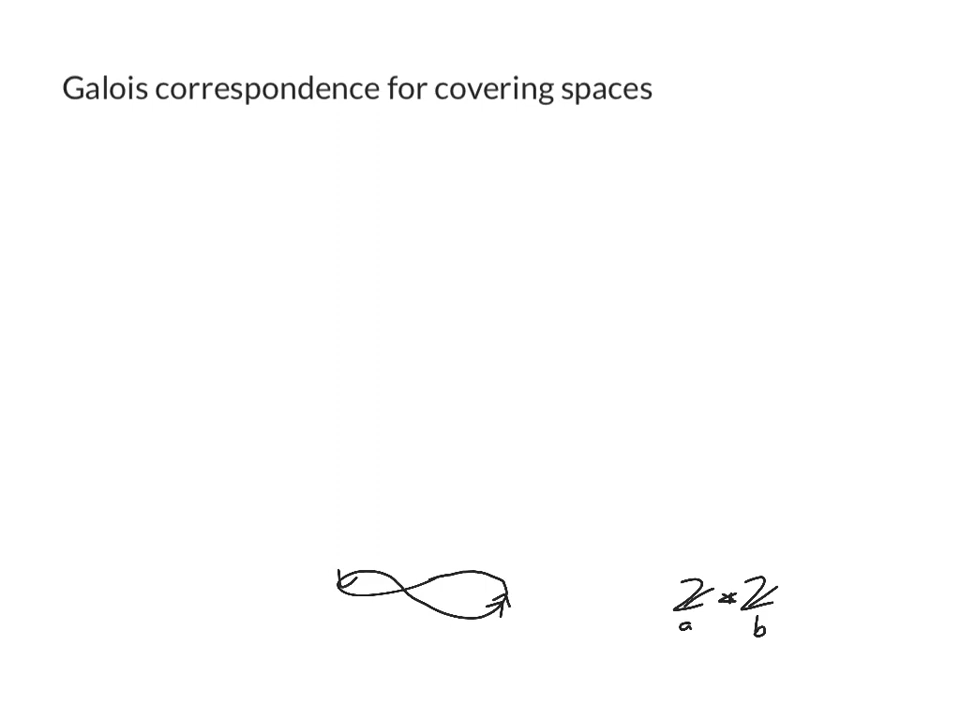 Galois correspondence for covering spaces
ℤ * ℤ
a b